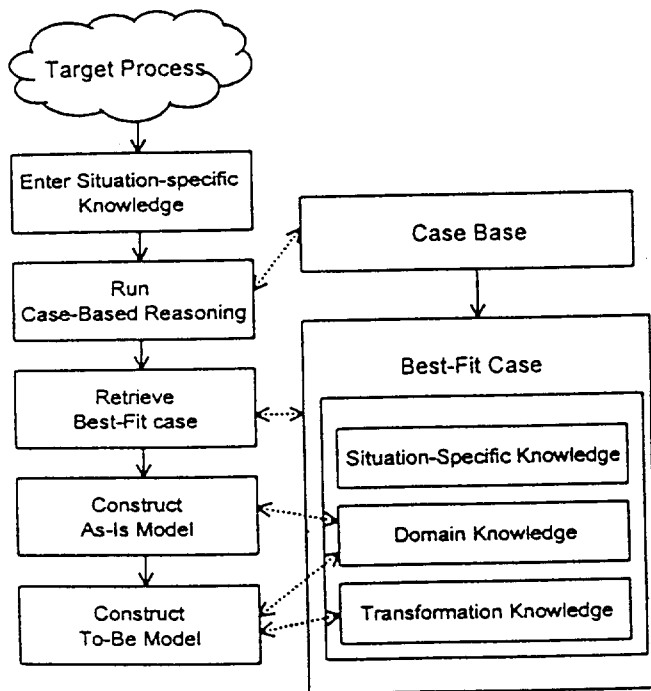 Target Process
Enter Situation-specific
Knowledge
Run
Case-Based Reasoning
Retrieve
Best-Fit case
Construct
As-Is Model
Construct
To-Be Model
Case Base
Best-Fit Case
Situation-Specific Knowledge
Domain Knowledge
Transformation Knowledge